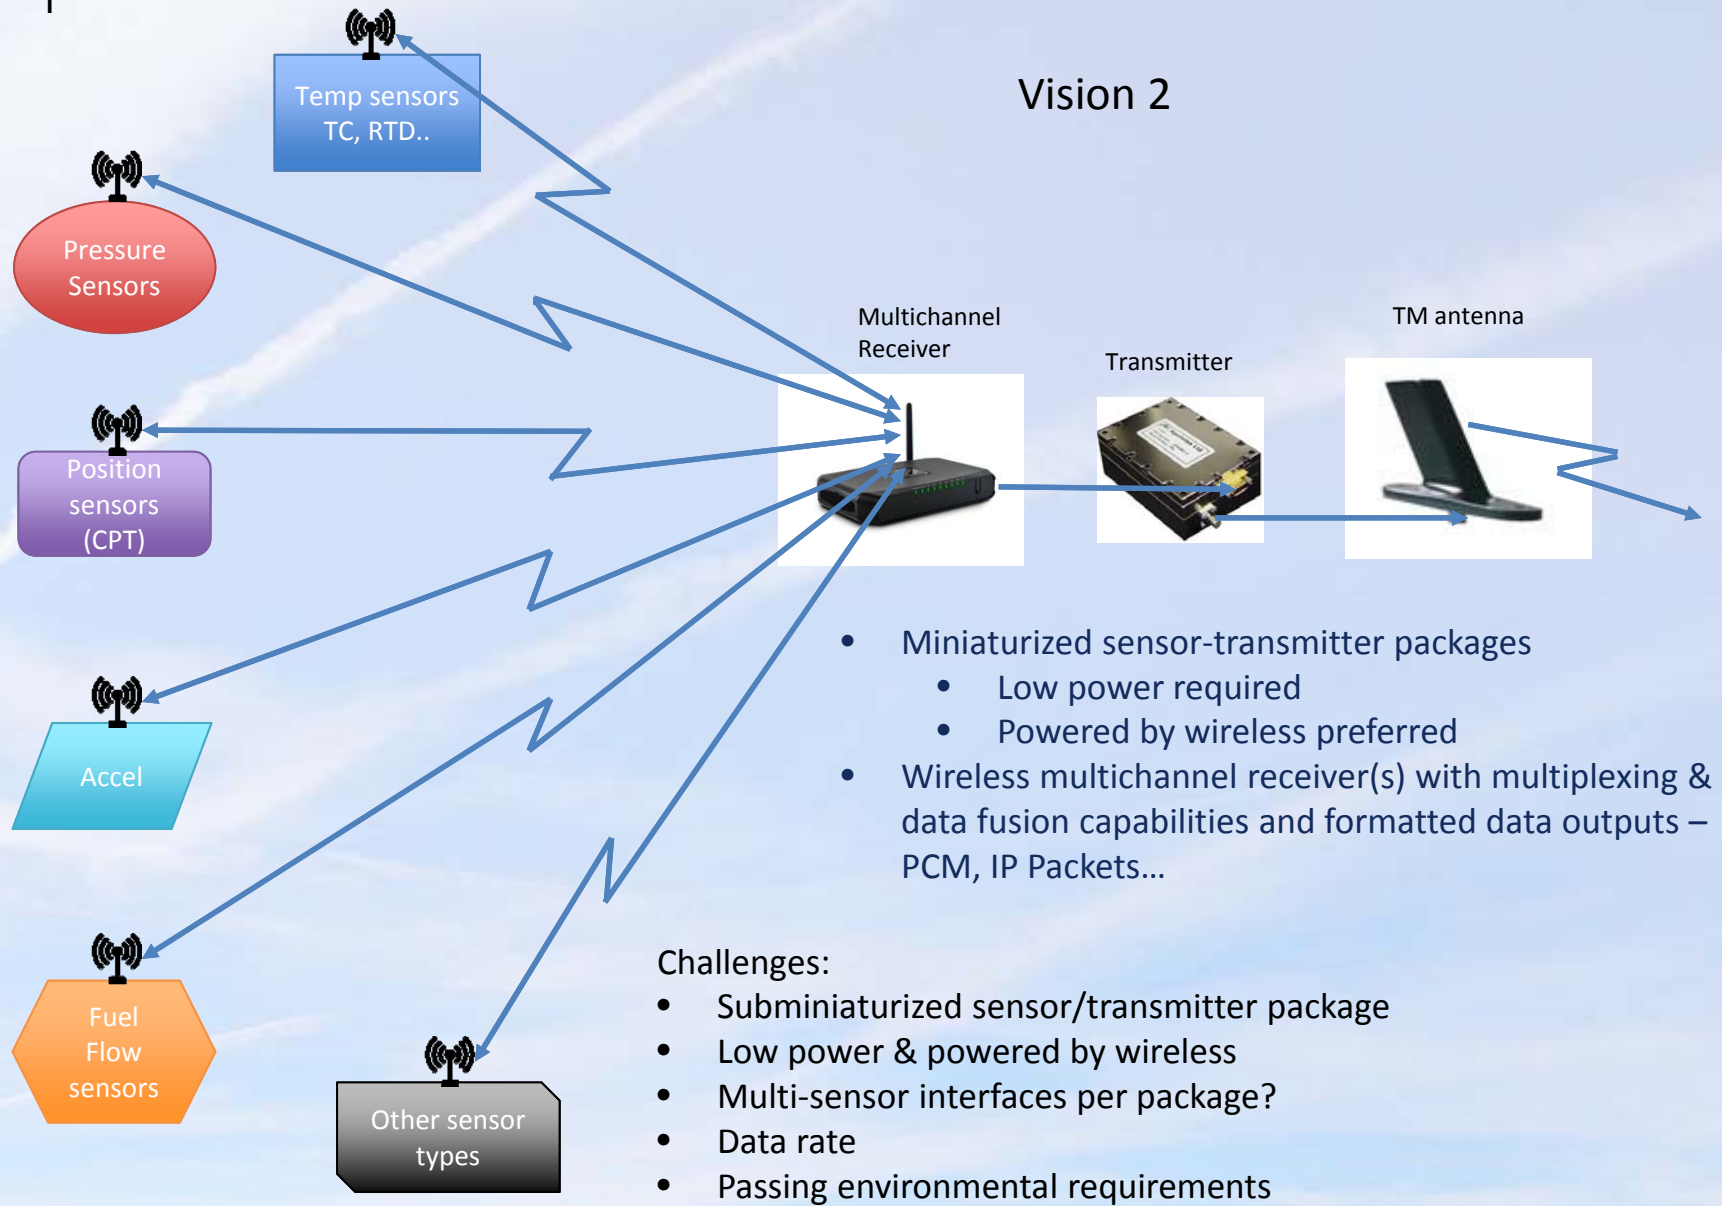 Vision 2
Temp sensors
TC, RTD..
Pressure
Sensors
Position
sensors
(CPT)
Accel
Fuel
Flow
sensors
Other sensor
types
Multichannel
Receiver
Transmitter
TM antenna
• Miniaturized sensor-transmitter packages
• Low power required
• Powered by wireless preferred
• Wireless multichannel receiver(s) with multiplexing &
data fusion capabilities and formatted data outputs –
PCM, IP Packets…
Challenges:
• Subminiaturized sensor/transmitter package
• Low power & powered by wireless
• Multi-sensor interfaces per package?
• Data rate
• Passing environmental requirements